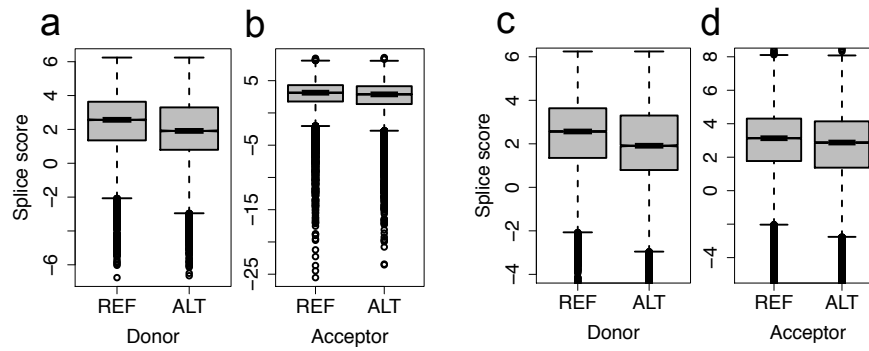 a
Splice score
6
4
2
0
−2
−6
REF ALT
Donor
b
5
−5
−15
−25
REF ALT
Acceptor
c
Splice score
6
4
2
0
−2
−4
REF ALT
Donor
d
8
6
4
2
0
−4
REF ALT
Acceptor